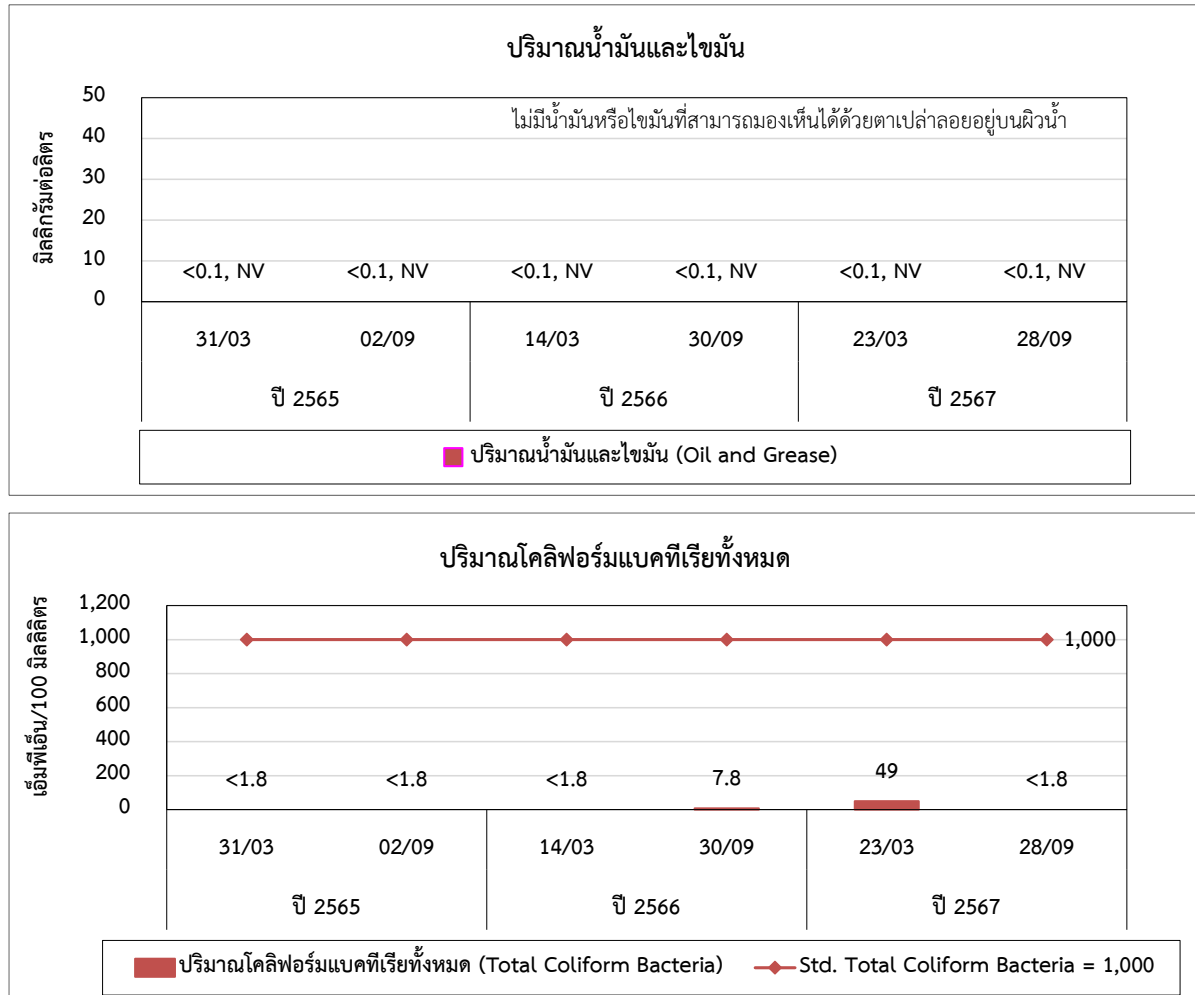 ปริมาณน้ำมันและไขมัน
มิลลิกรัมต่อลิตร
50
40
30
20
10
0
ไม่มีน้ำมันหรือไขมันที่สามารถมองเห็นได้ด้วยตาเปล่าลอยอยู่บนผิวน้ำ
<0.1, NV <0.1, NV <0.1, NV <0.1, NV <0.1, NV <0.1, NV
31/03 02/09 14/03 30/09 23/03 28/09
ปี 2565 ปี 2566 ปี 2567
ปริมาณน้ำมันและไขมัน (Oil and Grease)
ปริมาณโคลิฟอร์มแบคทีเรียทั้งหมด
เอ็มพีเอ็น/100 มิลลิลิตร
1,200
1,000
800
600
400
200
0
1,000
<1.8 <1.8 <1.8 7.8 49 <1.8
31/03 02/09 14/03 30/09 23/03 28/09
ปี 2565 ปี 2566 ปี 2567
ปริมาณโคลิฟอร์มแบคทีเรียทั้งหมด (Total Coliform Bacteria) Std. Total Coliform Bacteria = 1,000